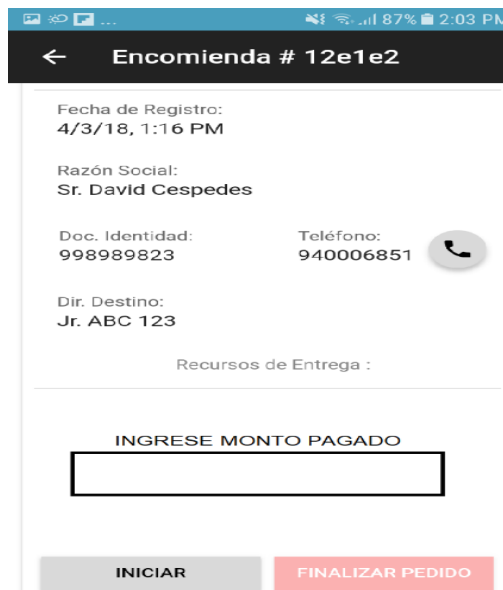 ... 87% 2:03 PM
Encomienda # 12e1e2
Fecha de Registro:
4/3/18, 1:16 PM
Razón Social:
Sr. David Cespedes
Doc. Identidad: Teléfono:
998989823 940006851
Dir. Destino:
Jr. ABC 123
Recursos de Entrega :
INGRESE MONTO PAGADO
INICIAR FINALIZAR PEDIDO